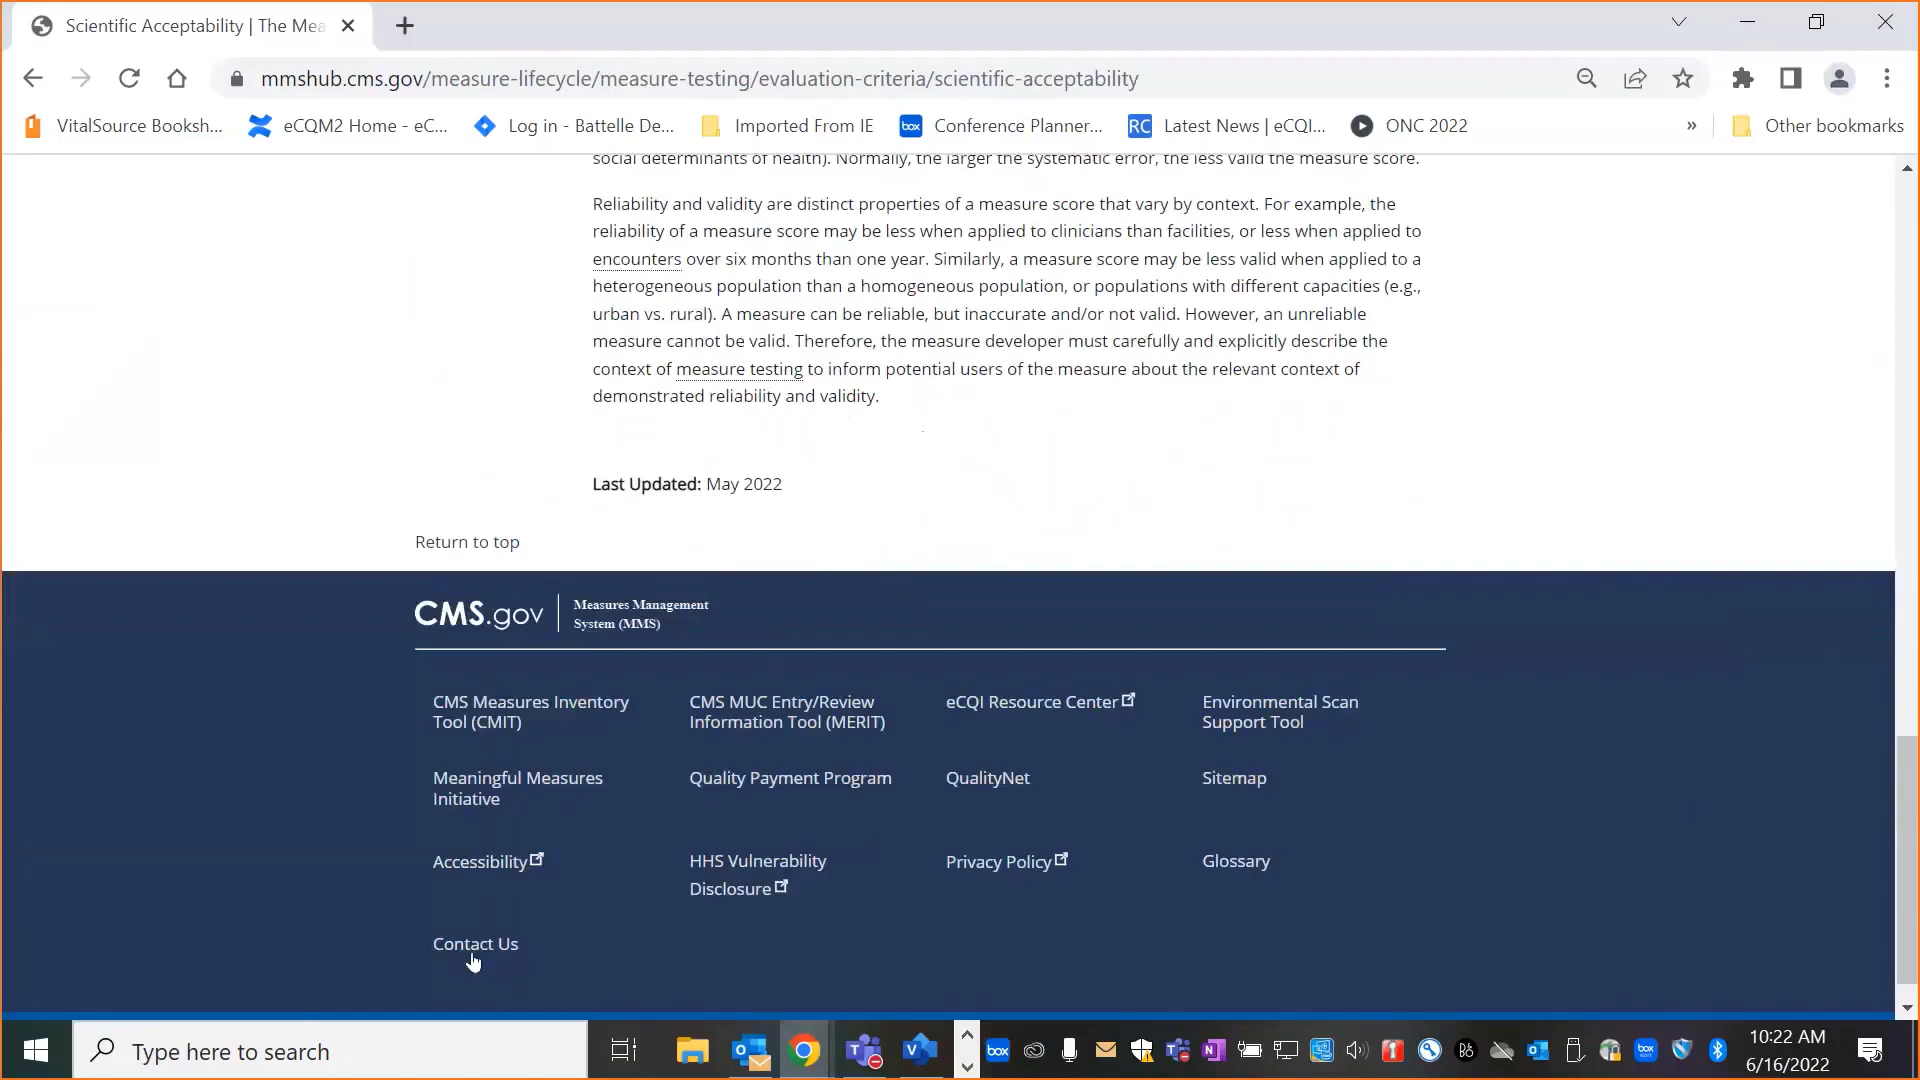 Scientific Acceptability | The Mea
mmshub.cms.gov/measure-lifecycle/measure-testing/evaluation-criteria/scientific-acceptability
VitalSource Booksh... eCQM2 Home - eC... Log in - Battelle De... Imported From IE box Conference Planner... RC Latest News | eCQI... ONC 2022 » Other bookmarks
social determinants of health). Normally, the larger the systematic error, the less valid the measure score.
Reliability and validity are distinct properties of a measure score that vary by context. For example, the
reliability of a measure score may be less when applied to clinicians than facilities, or less when applied to
encounters over six months than one year. Similarly, a measure score may be less valid when applied to a
heterogeneous population than a homogeneous population, or populations with different capacities (e.g.,
urban vs. rural). A measure can be reliable, but inaccurate and/or not valid. However, an unreliable
measure cannot be valid. Therefore, the measure developer must carefully and explicitly describe the
context of measure testing to inform potential users of the measure about the relevant context of
demonstrated reliability and validity.
Last Updated: May 2022
Return to top
CMS.gov
Measures Management
System (MMS)
CMS Measures Inventory
Tool (CMIT)
CMS MUC Entry/Review
Information Tool (MERIT)
eCQI Resource Center
Environmental Scan
Support Tool
Meaningful Measures
Initiative
Quality Payment Program
QualityNet
Sitemap
Accessibility
HHS Vulnerability
Disclosure
Privacy Policy
Glossary
Contact Us
Type here to search
box
10:22 AM
6/16/2022